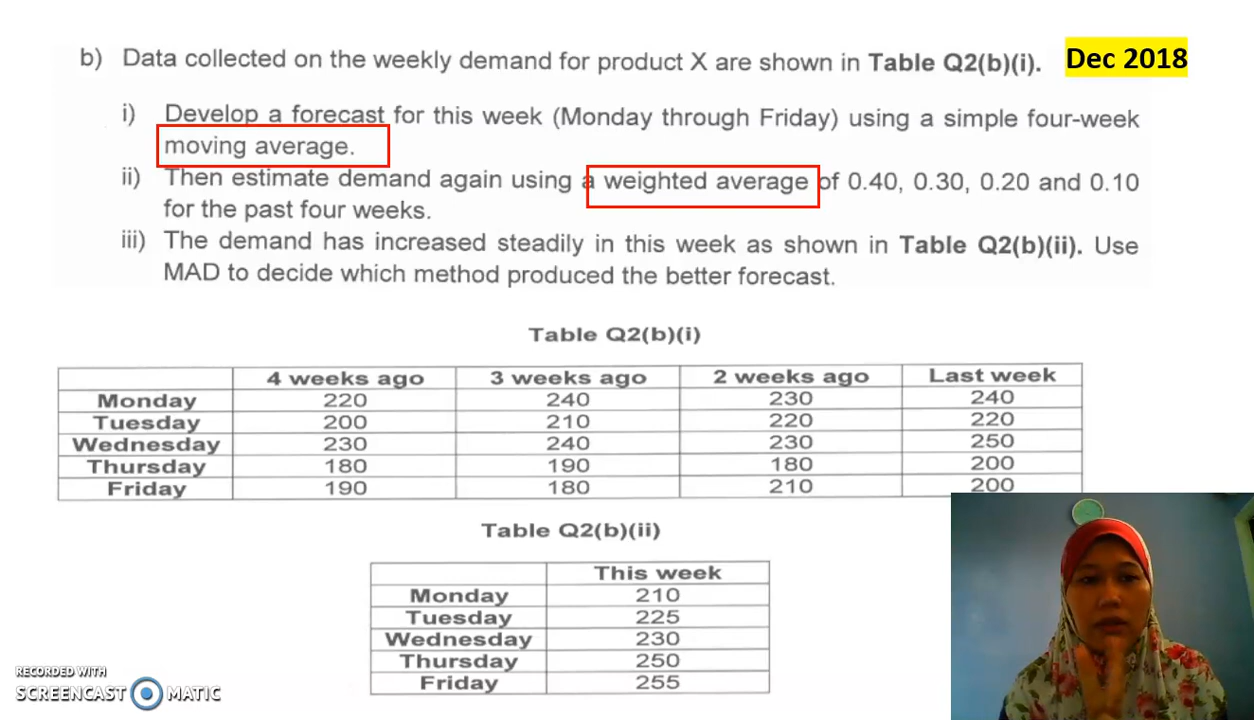 b) Data collected on the weekly demand for product X are shown in Table Q2(b)(i). Dec 2018
i) Develop a forecast for this week (Monday through Friday) using a simple four-week
moving average.
ii) Then estimate demand again using a weighted average of 0.40, 0.30, 0.20 and 0.10
for the past four weeks.
iii) The demand has increased steadily in this week as shown in Table Q2(b)(ii). Use
MAD to decide which method produced the better forecast.
Table Q2(b)(i)
4 weeks ago 3 weeks ago 2 weeks ago Last week
Monday 220 240 230 240
Tuesday 200 210 220 220
Wednesday 230 240 230 250
Thursday 180 190 180 200
Friday 190 180 210 200
Table Q2(b)(ii)
This week
Monday 210
Tuesday 225
Wednesday 230
Thursday 250
Friday 255
RECORDED WITH
SCREENCAST MATIC